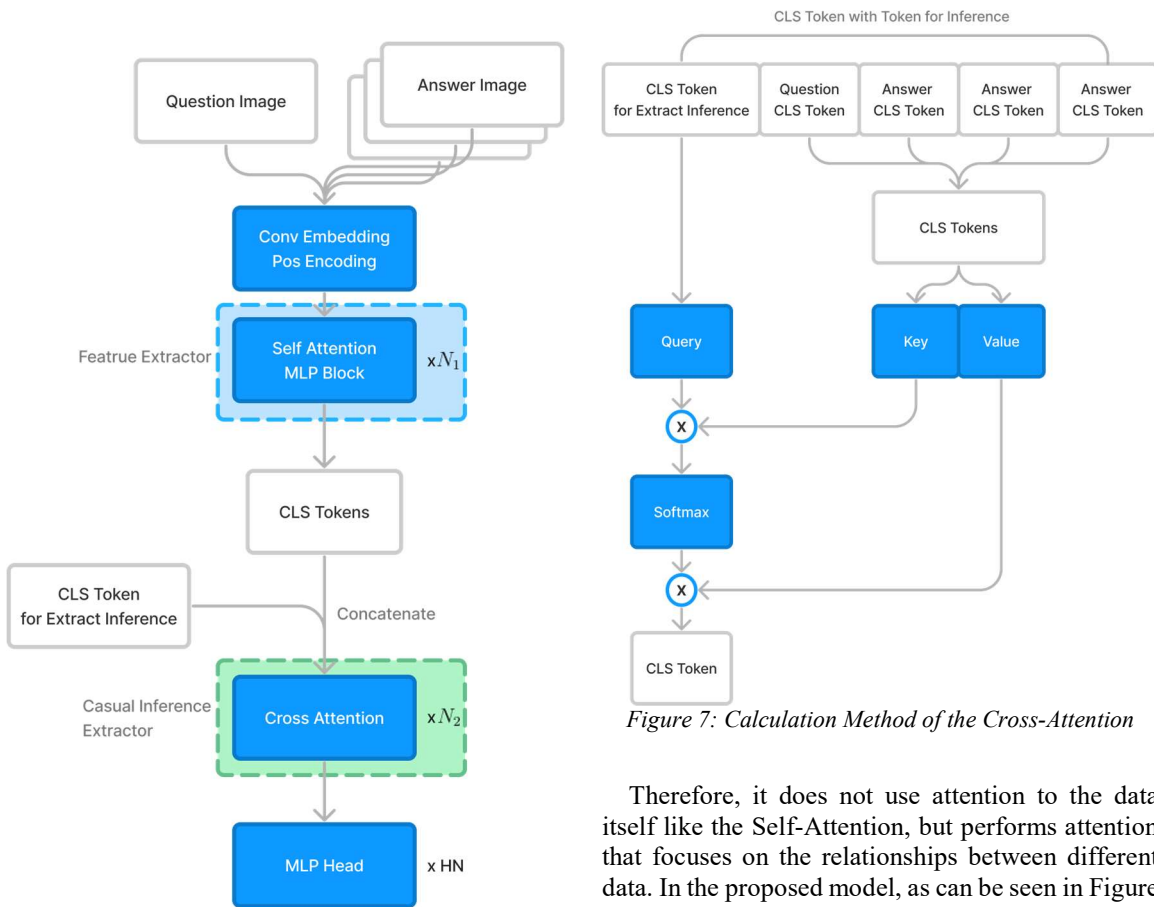 Question Image
Answer Image
Conv Embedding
Pos Encoding
Featrue Extractor
Self Attention
MLP Block
xN₁
CLS Tokens
CLS Token
for Extract Inference
Concatenate
Casual Inference
Extractor
Cross Attention
xN₂
MLP Head
x HN
CLS Token with Token for Inference
CLS Token
for Extract Inference
Question
CLS Token
Answer
CLS Token
Answer
CLS Token
Answer
CLS Token
CLS Tokens
Query
Key
Value
X
Softmax
X
CLS Token
Figure 7: Calculation Method of the Cross-Attention
Therefore, it does not use attention to the data
itself like the Self-Attention, but performs attention
that focuses on the relationships between different
data. In the proposed model, as can be seen in Figure